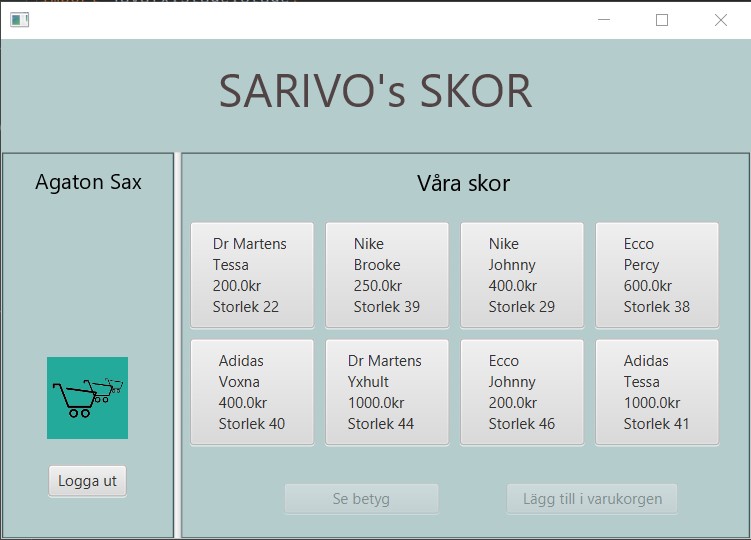 SARIVO's SKOR
Agaton Sax
Våra skor
Dr Martens
Tessa
200.0kr
Storlek 22
Nike
Brooke
250.0kr
Storlek 39
Nike
Johnny
400.0kr
Storlek 29
Ecco
Percy
600.0kr
Storlek 38
Adidas
Voxna
400.0kr
Storlek 40
Dr Martens
Yxhult
1000.0kr
Storlek 44
Ecco
Johnny
200.0kr
Storlek 46
Adidas
Tessa
1000.0kr
Storlek 41
Logga ut
Se betyg
Lägg till i varukorgen